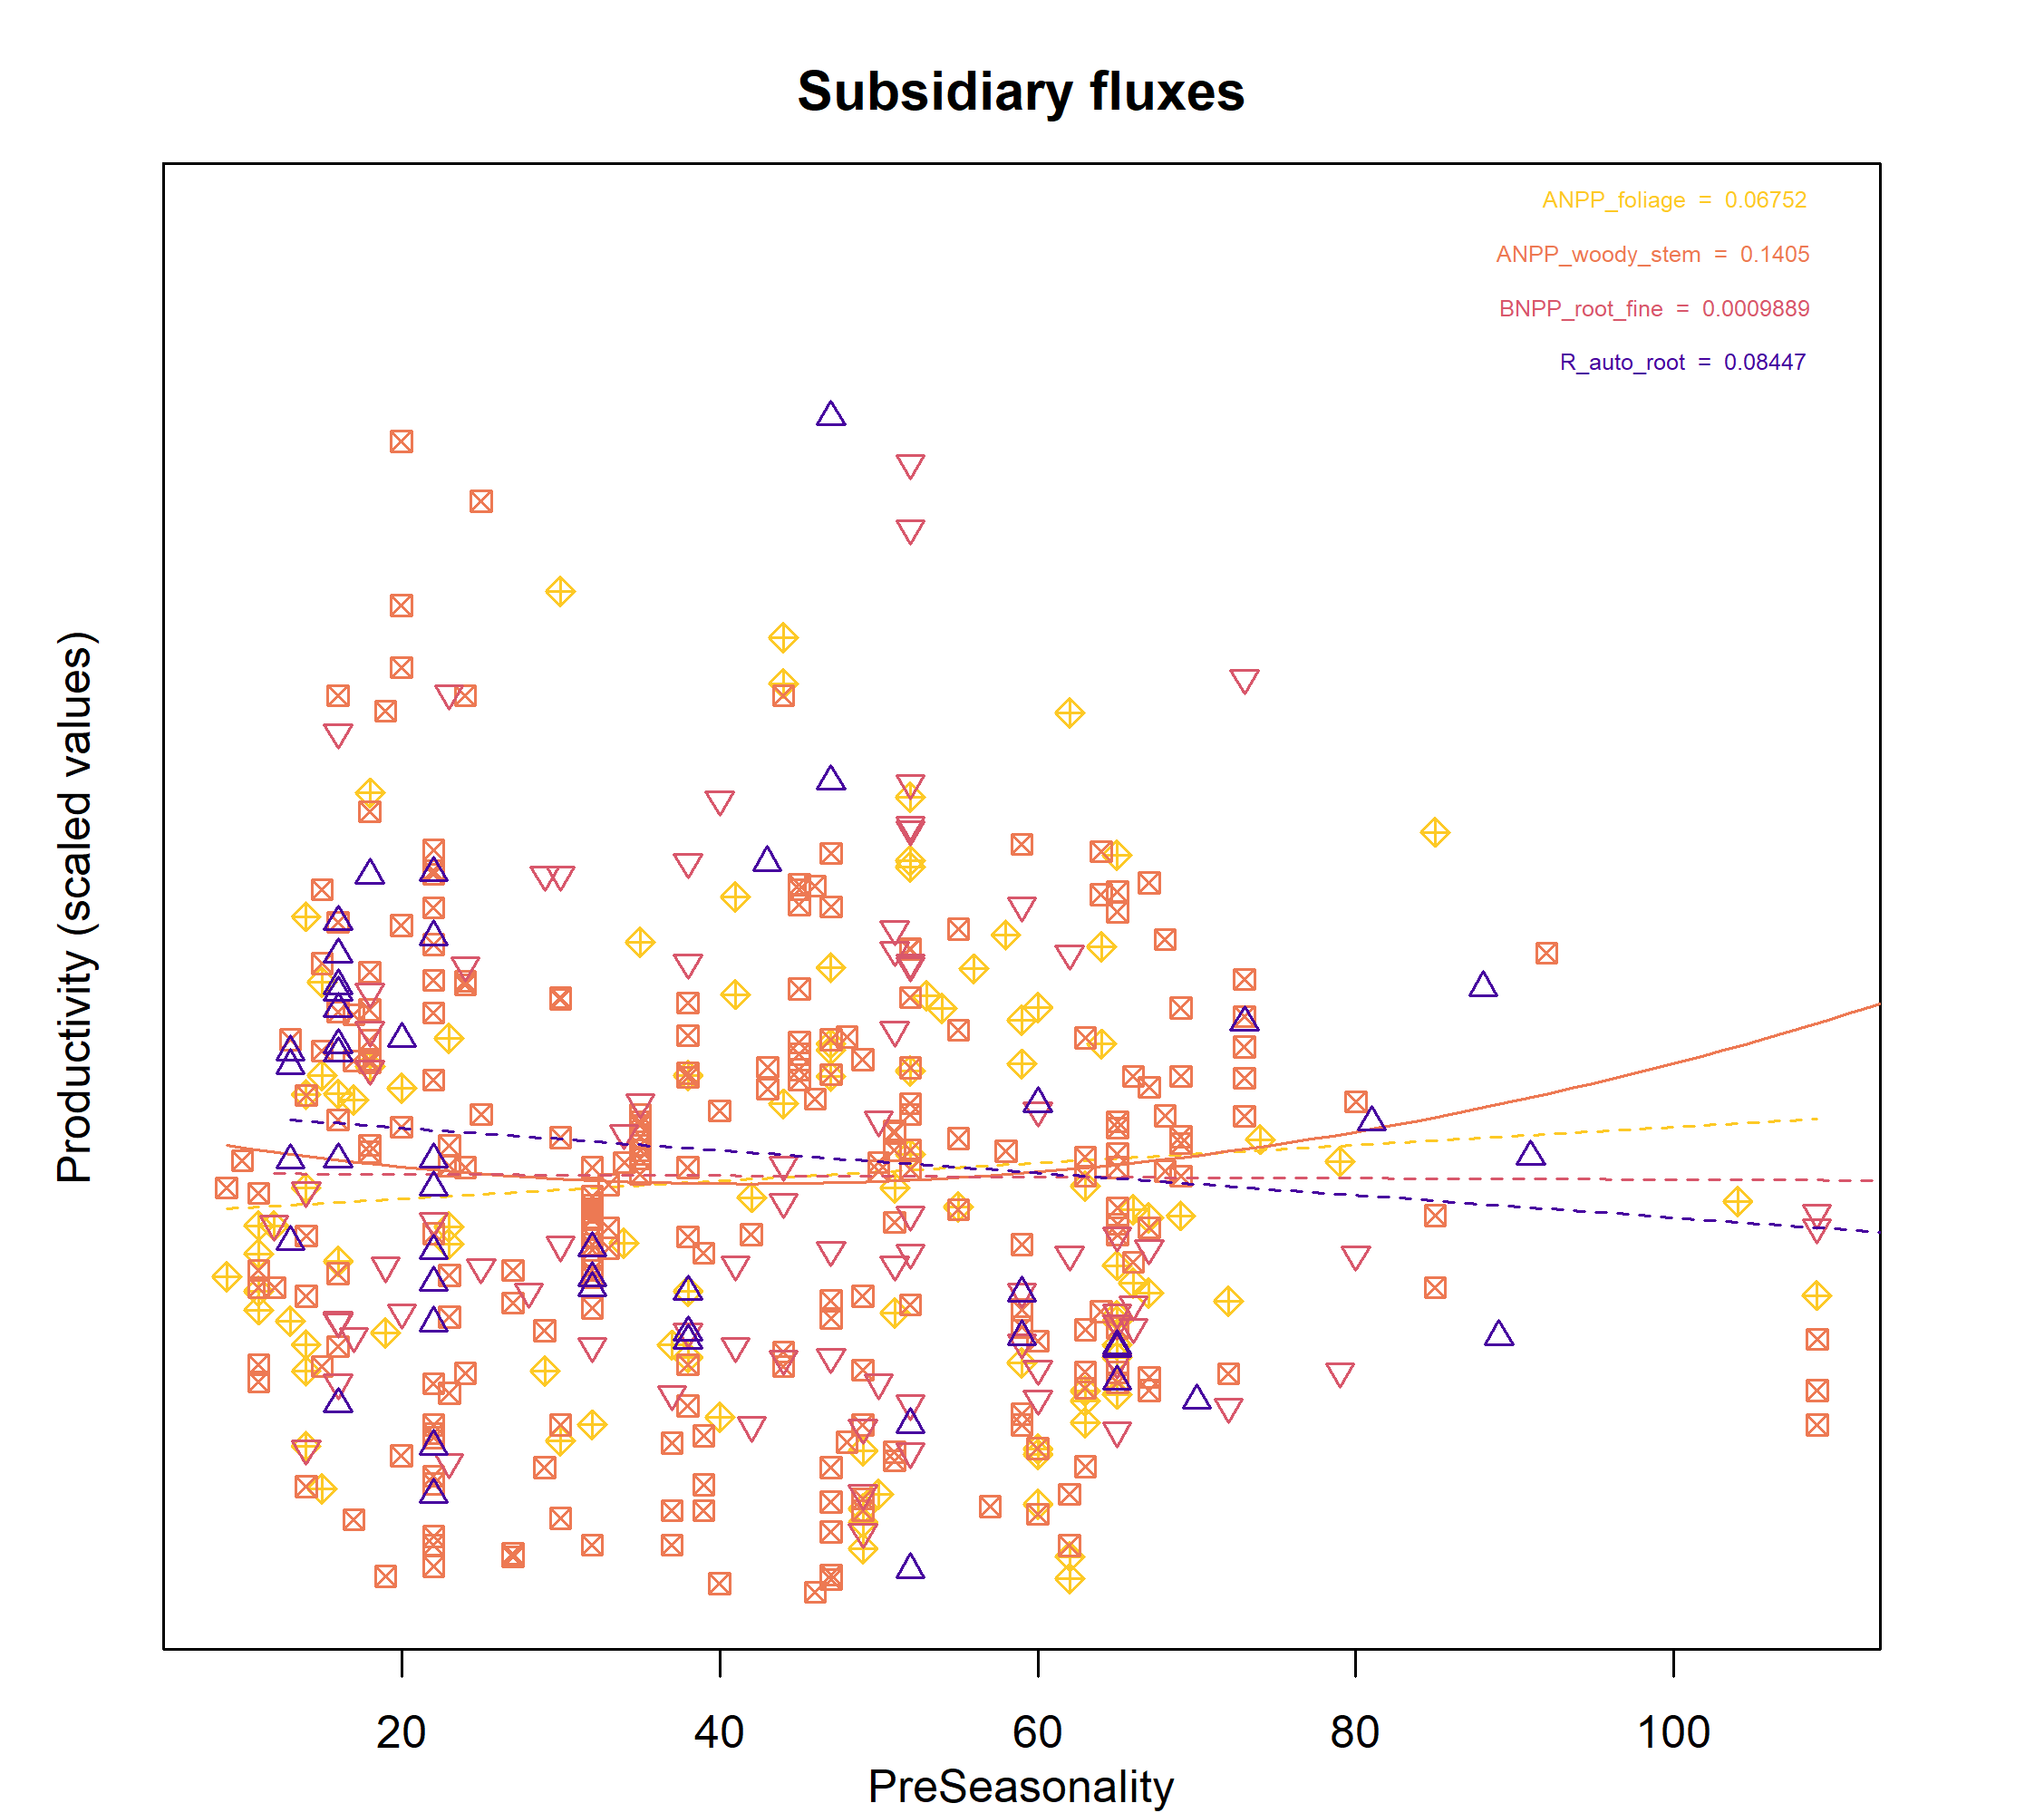 Subsidiary fluxes
ANPP_foliage = 0.06752
ANPP_woody_stem = 0.1405
BNPP_root_fine = 0.0009889
R_auto_root = 0.08447
Productivity (scaled values)
20 40 60 80 100
PreSeasonality